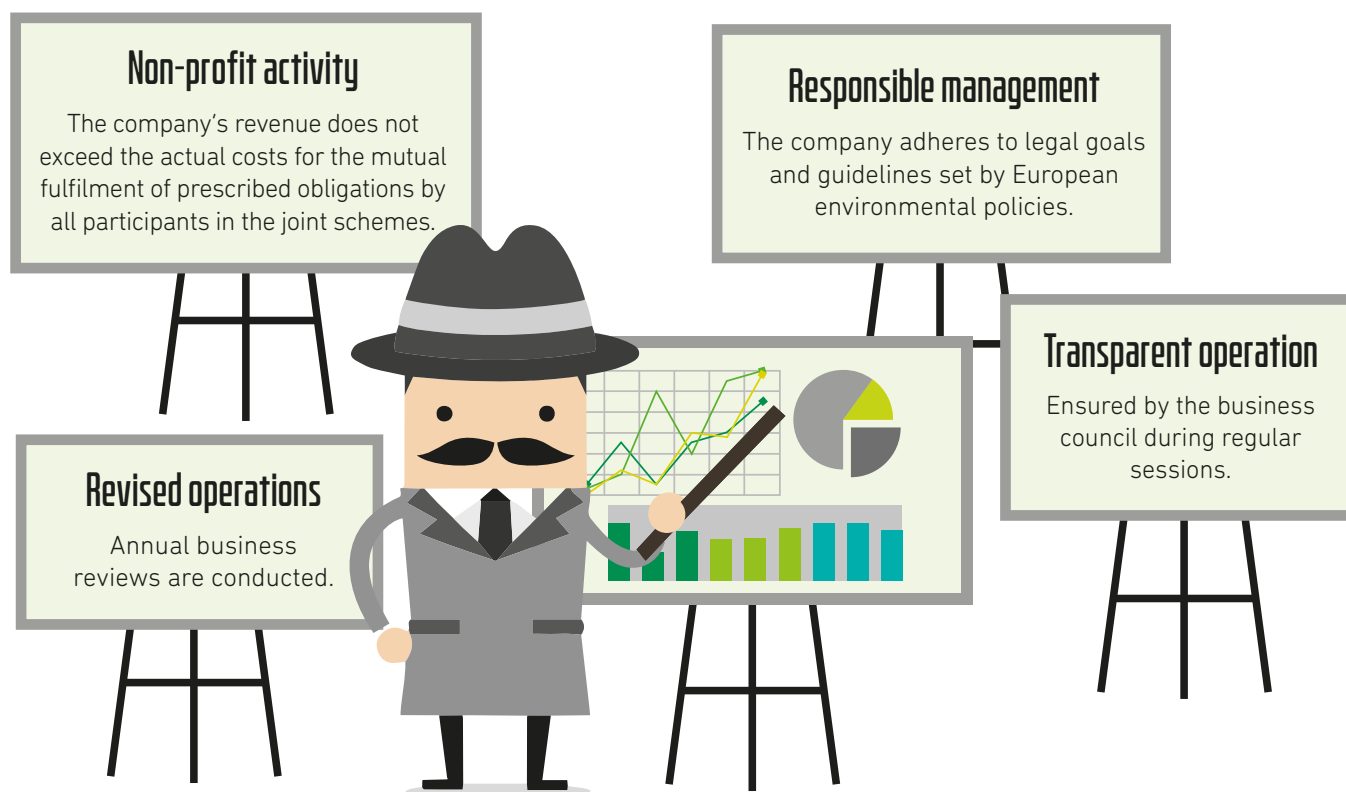 Non-profit activity
The company's revenue does not
exceed the actual costs for the mutual
fulfilment of prescribed obligations by
all participants in the joint schemes.
Responsible management
The company adheres to legal goals
and guidelines set by European
environmental policies.
Transparent operation
Ensured by the business
council during regular
sessions.
Revised operations
Annual business
reviews are conducted.